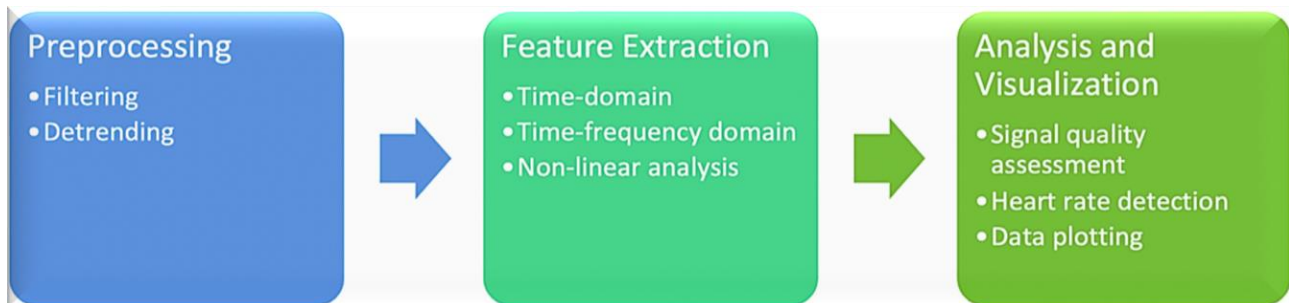 Preprocessing
• Filtering
• Detrending
Feature Extraction
• Time-domain
• Time-frequency domain
• Non-linear analysis
Analysis and
Visualization
• Signal quality
assessment
• Heart rate detection
• Data plotting